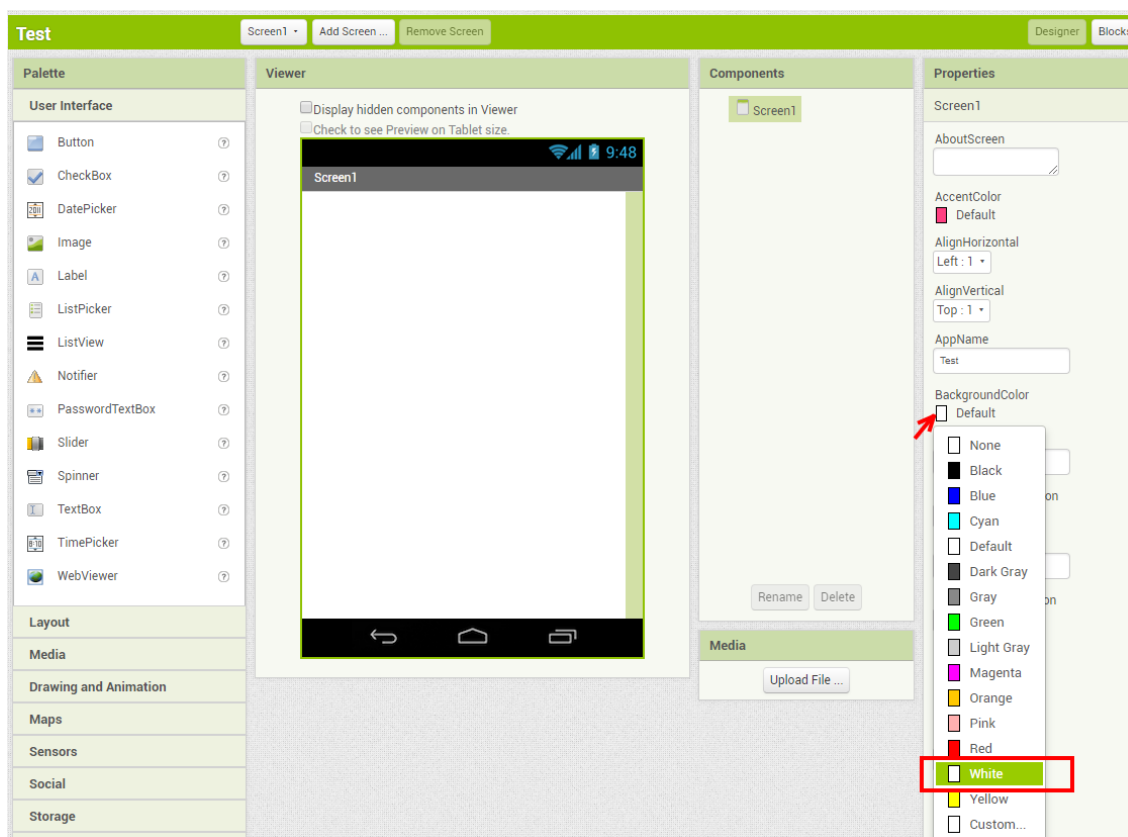 Test
Screen1
Add Screen ...
Remove Screen
Designer
Blocks
Palette
User Interface
Button
CheckBox
DatePicker
Image
Label
ListPicker
ListView
Notifier
PasswordTextBox
Slider
Spinner
TextBox
TimePicker
WebViewer
Layout
Media
Drawing and Animation
Maps
Sensors
Social
Storage
Viewer
Display hidden components in Viewer
Check to see Preview on Tablet size.
9:48
Screen1
Components
Screen1
Rename
Delete
Media
Upload File ...
Properties
Screen1
AboutScreen
AccentColor
Default
AlignHorizontal
Left : 1
AlignVertical
Top : 1
AppName
Test
BackgroundColor
Default
None
Black
Blue
on
Cyan
Default
Dark Gray
Gray
on
Green
Light Gray
Magenta
Orange
Pink
Red
White
Yellow
Custom...